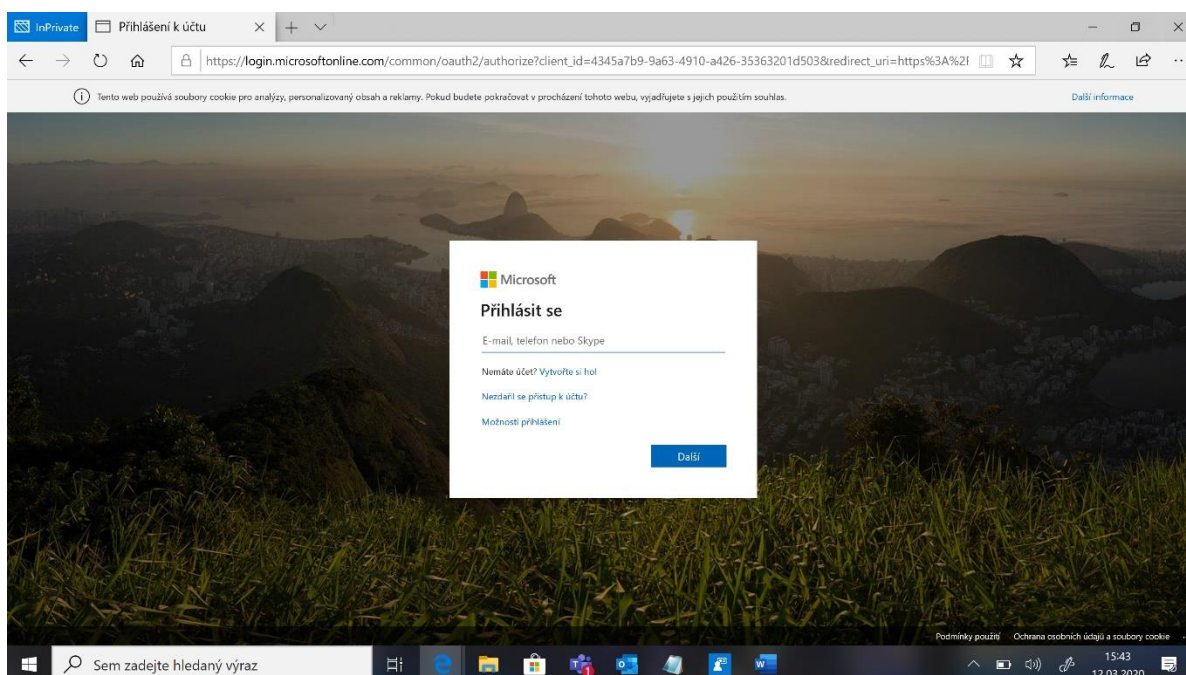 InPrivate
Přihlášení k účtu
https://login.microsoftonline.com/common/oauth2/authorize?client_id=4345a7b9-9a63-4910-a426-35363201d503&redirect_uri=https%3A%2F
Tento web používá soubory cookie pro analýzy, personalizovaný obsah a reklamy. Pokud budete pokračovat v procházení tohoto webu, vyjadřujete s jejich použitím souhlas.
Další informace
Microsoft
Přihlásit se
E-mail, telefon nebo Skype
Nemáte účet? Vytvořte si ho!
Nezdařil se přístup k účtu?
Možnosti přihlášení
Další
Podmínky použití Ochrana osobních údajů a soubory cookie
Sem zadejte hledaný výraz
15:43
12.03.2020